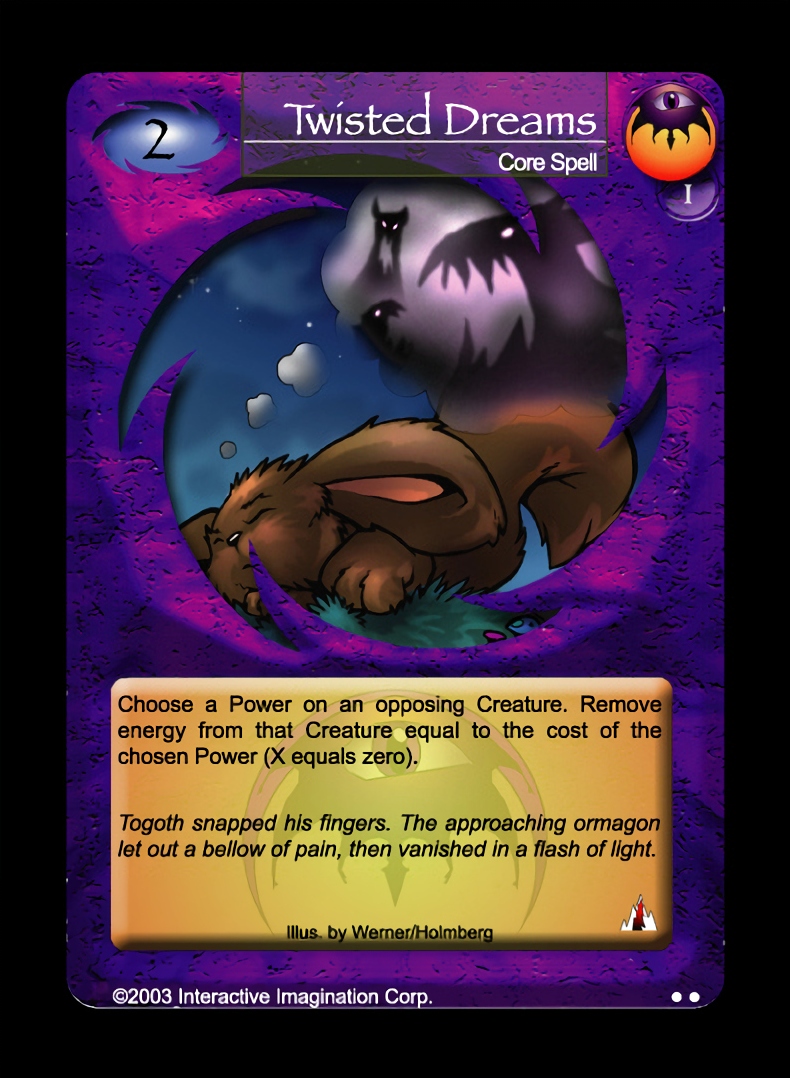 2
Twisted Dreams
Core Spell
I
Choose a Power on an opposing Creature. Remove
energy from that Creature equal to the cost of the
chosen Power (X equals zero).
Togoth snapped his fingers. The approaching ormagon
let out a bellow of pain, then vanished in a flash of light.
Illus. by Werner/Holmberg
©2003 Interactive Imagination Corp.